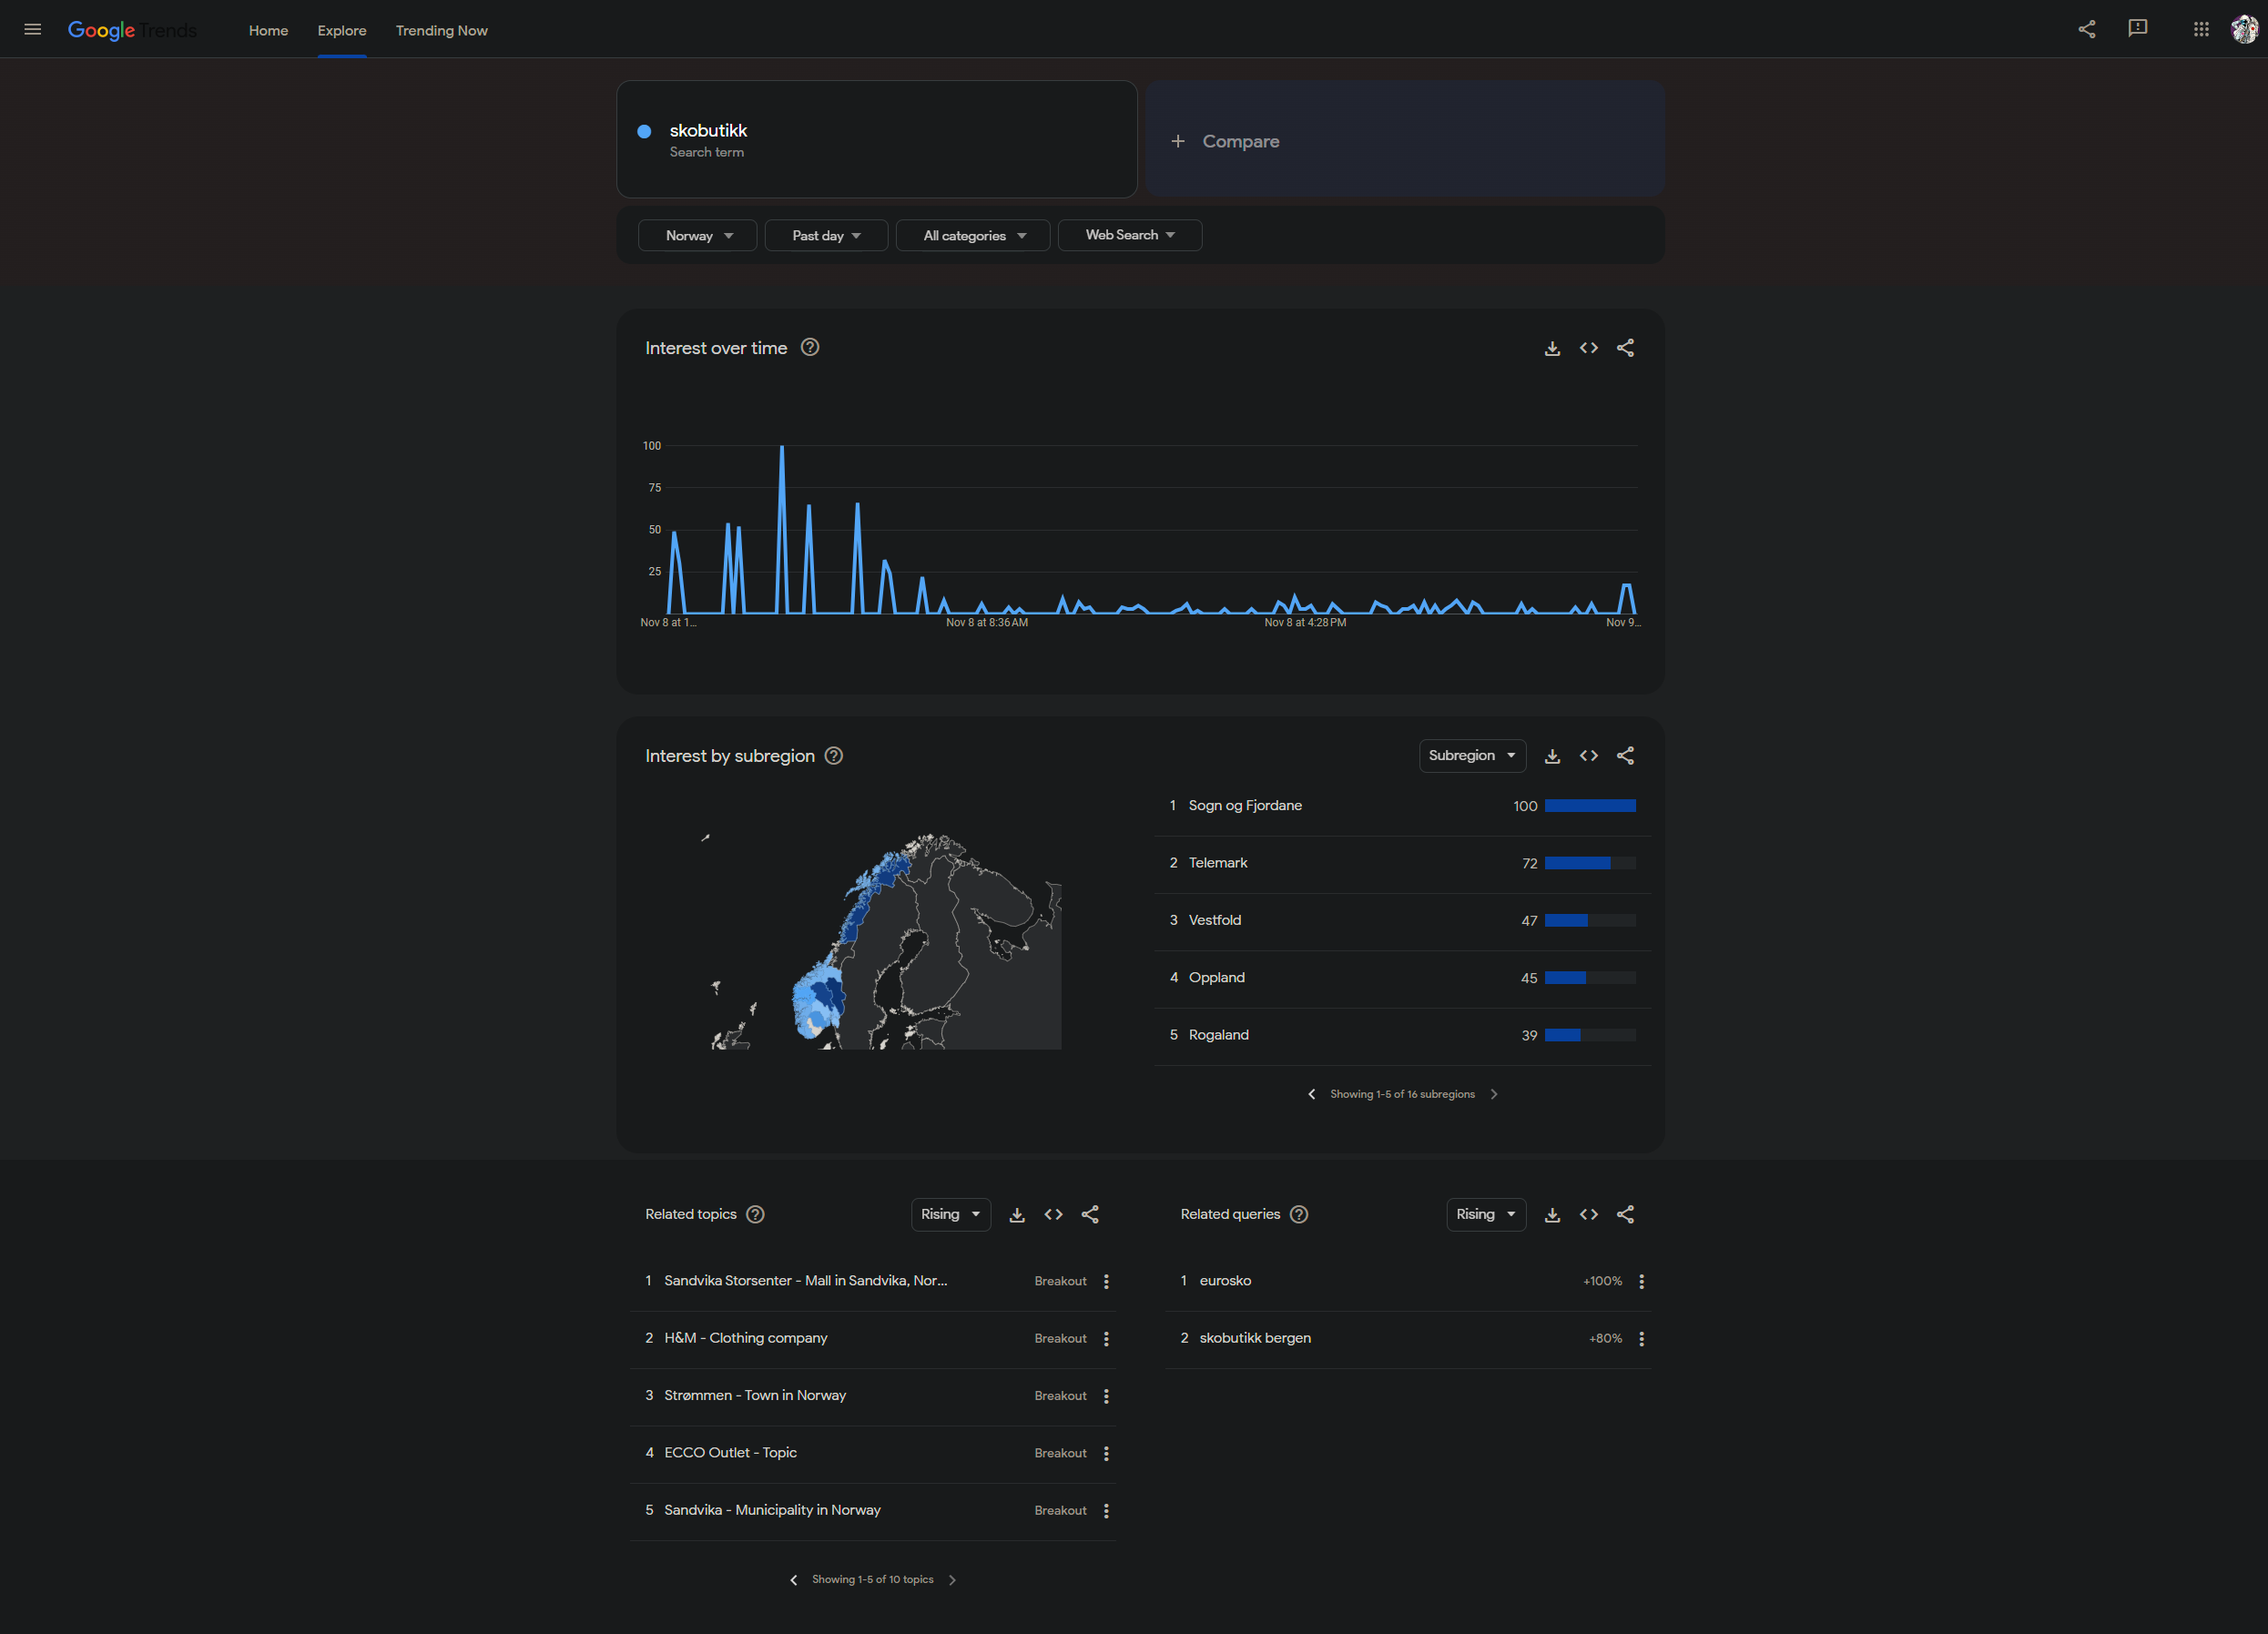 Google Trends
Home
Explore
Trending Now
skobutikk
Search term
Compare
Norway
Past day
All categories
Web Search
Interest over time
100
75
50
25
Nov 8 at 1...
Nov 8 at 8:36 AM
Nov 8 at 4:28 PM
Nov 9...
Interest by subregion
Subregion
1 Sogn og Fjordane 100
2 Telemark 72
3 Vestfold 47
4 Oppland 45
5 Rogaland 39
Showing 1-5 of 16 subregions
Related topics
Rising
1 Sandvika Storsenter - Mall in Sandvika, Nor... Breakout
2 H&M - Clothing company Breakout
3 Strømmen - Town in Norway Breakout
4 ECCO Outlet - Topic Breakout
5 Sandvika - Municipality in Norway Breakout
Showing 1-5 of 10 topics
Related queries
Rising
1 eurosko +100%
2 skobutikk bergen +80%